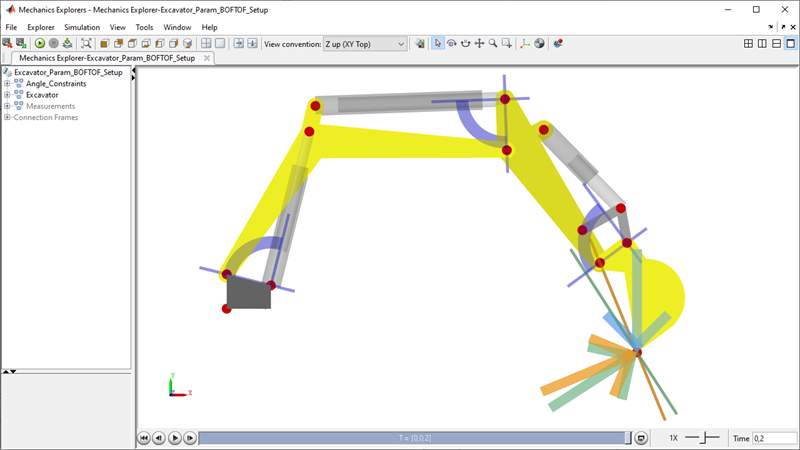 Mechanics Explorers - Mechanics Explorer-Excavator_Param_BOFTOF_Setup
File Explorer Simulation View Tools Window Help
View convention: Z up (XY Top)
Mechanics Explorer-Excavator_Param_BOFTOF_Setup
Excavator_Param_BOFTOF_Setup
Angle_Constraints
Excavator
Measurements
Connection Frames
Y
X
T = [0,0,2]
1X
Time 0,2